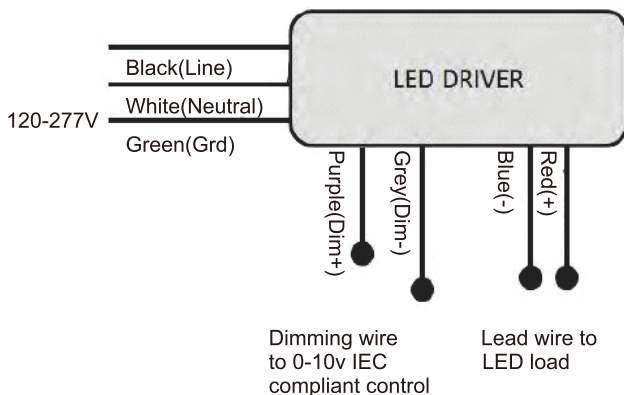 LED DRIVER
Black(Line)
White(Neutral)
120-277V
Green(Grd)
Purple(Dim+)
Grey(Dim-)
Blue(-)
Red(+)
Dimming wire
to 0-10v IEC
compliant control
Lead wire to
LED load